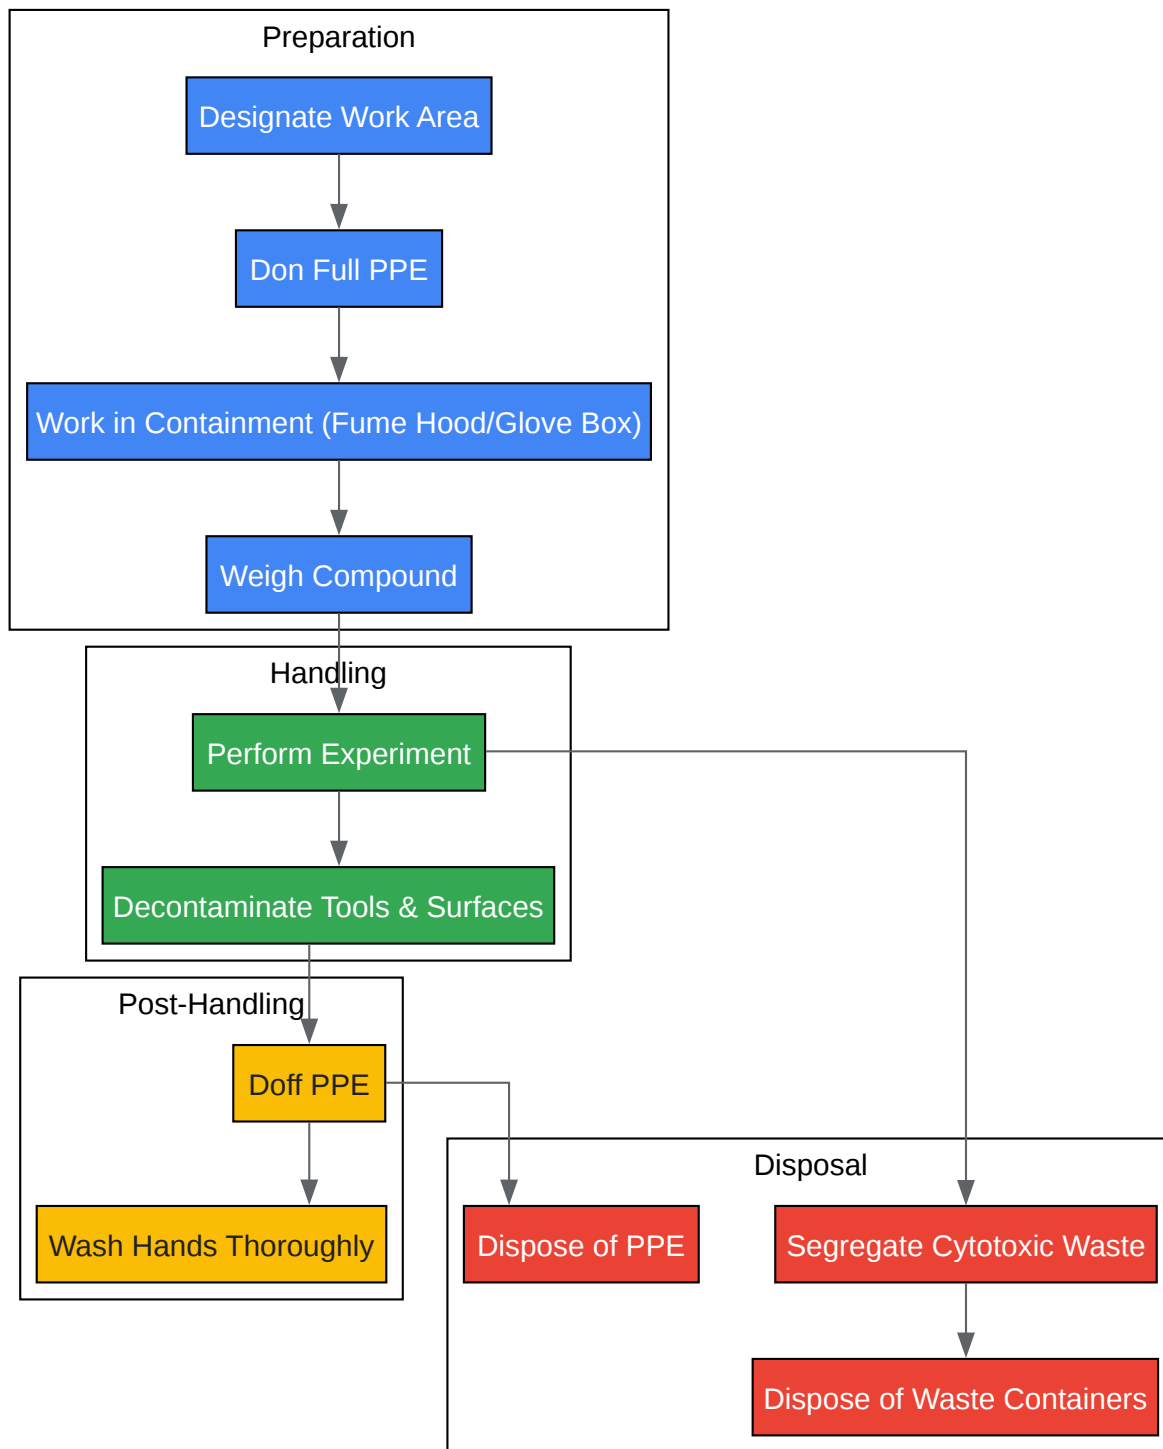 Preparation
Designate Work Area
Don Full PPE
Work in Containment (Fume Hood/Glove Box)
Weigh Compound
Handling
Perform Experiment
Decontaminate Tools & Surfaces
Post-Handling
Doff PPE
Wash Hands Thoroughly
Disposal
Dispose of PPE
Segregate Cytotoxic Waste
Dispose of Waste Containers